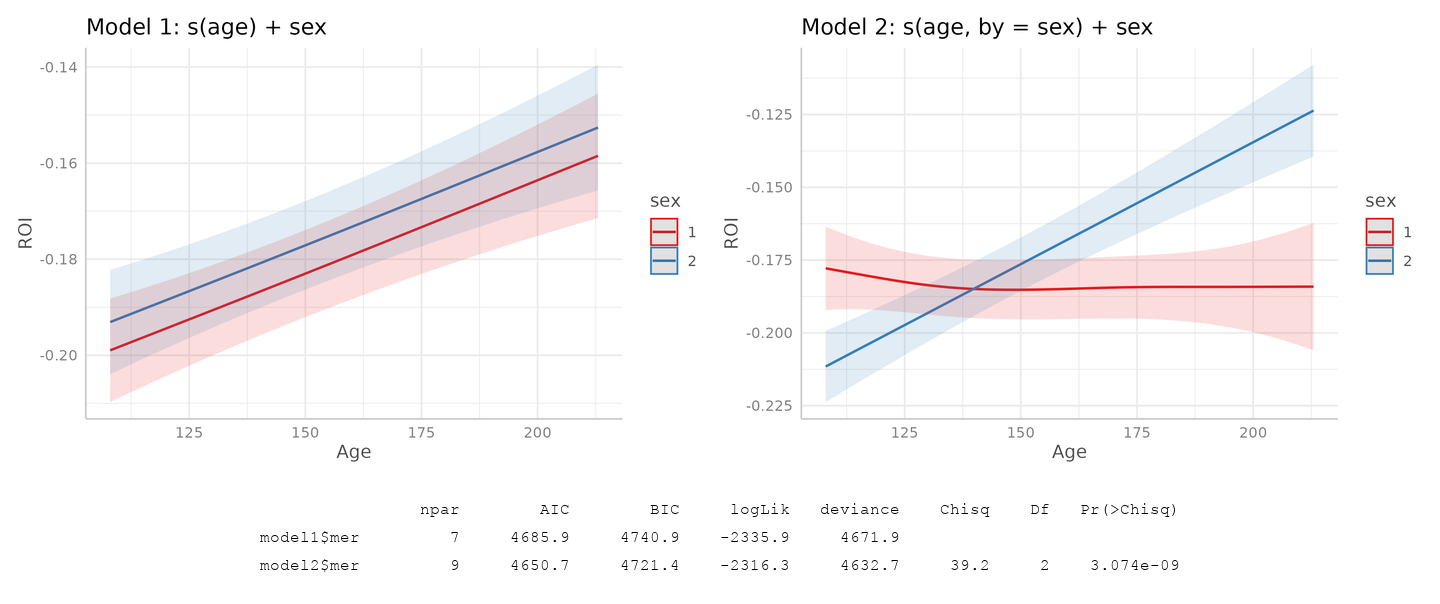 Model 1: s(age) + sex
-0.14
-0.16
-0.18
-0.20
ROI
125 150 175 200
Age
sex
1
2
Model 2: s(age, by = sex) + sex
-0.125
-0.150
-0.175
-0.200
-0.225
ROI
125 150 175 200
Age
sex
1
2
npar AIC BIC logLik deviance Chisq Df Pr(>Chisq)
model1$mer 7 4685.9 4740.9 -2335.9 4671.9
model2$mer 9 4650.7 4721.4 -2316.3 4632.7 39.2 2 3.074e-09